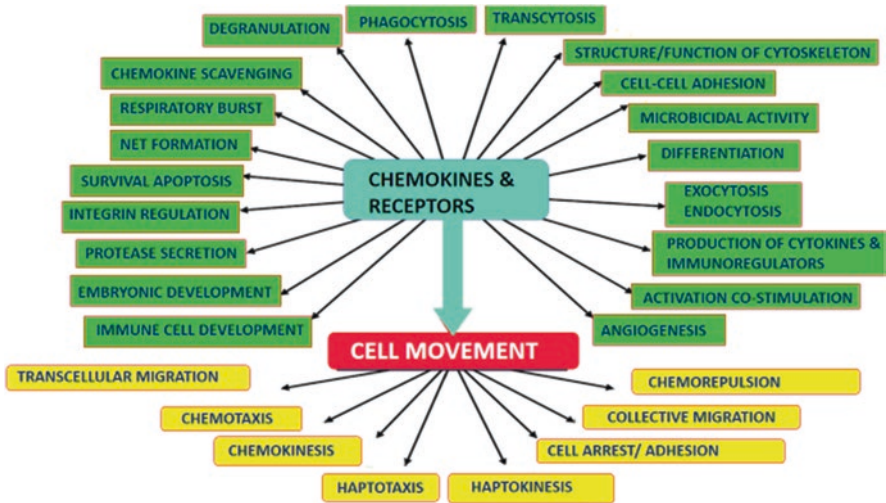 DEGRANULATION
PHAGOCYTOSIS
TRANSCYTOSIS
STRUCTURE/FUNCTION OF CYTOSKELETON
CHEMOKINE SCAVENGING
CELL-CELL ADHESION
RESPIRATORY BURST
MICROBICIDAL ACTIVITY
NET FORMATION
DIFFERENTIATION
SURVIVAL APOPTOSIS
CHEMOKINES &
RECEPTORS
EXOCYTOSIS
ENDOCYTOSIS
INTEGRIN REGULATION
PROTEASE SECRETION
PRODUCTION OF CYTOKINES &
IMMUNOREGULATORS
EMBRYONIC DEVELOPMENT
ACTIVATION CO-STIMULATION
IMMUNE CELL DEVELOPMENT
ANGIOGENESIS
CELL MOVEMENT
TRANSCELLULAR MIGRATION
CHEMOREPULSION
CHEMOTAXIS
COLLECTIVE MIGRATION
CHEMOKINESIS
CELL ARREST/ ADHESION
HAPTOTAXIS
HAPTOKINESIS